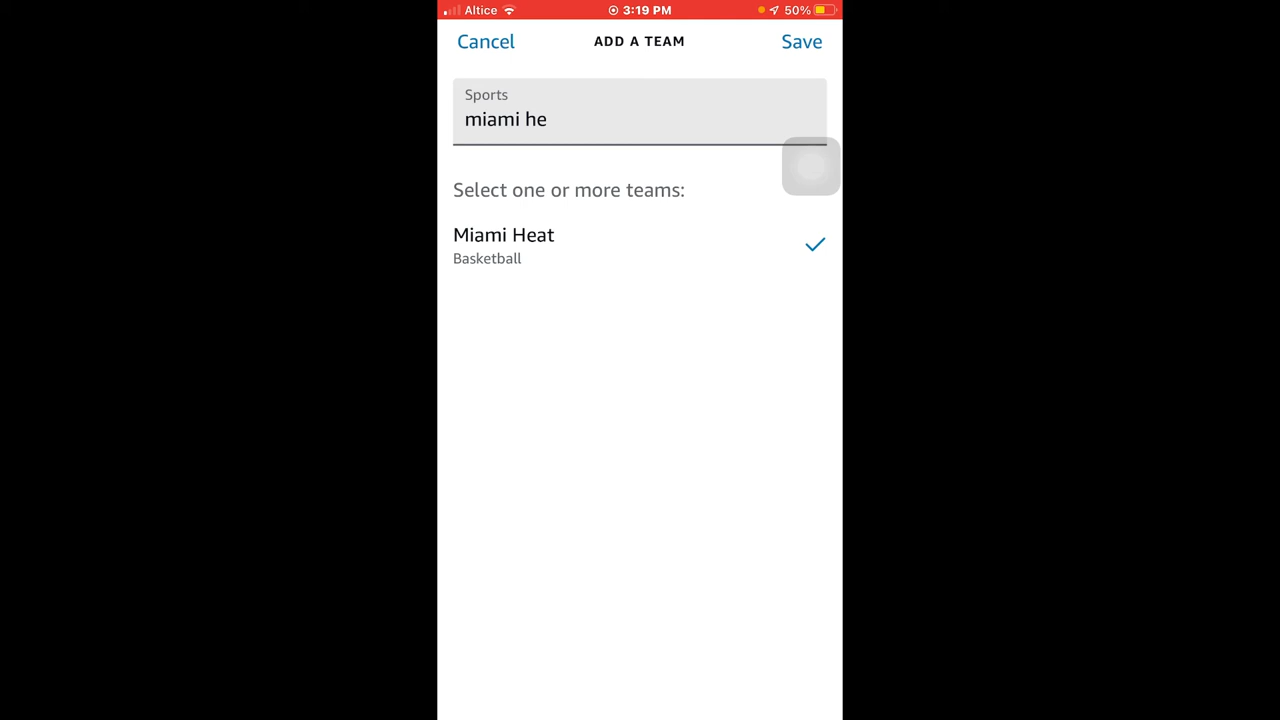 Altice 3:19 PM 50%
Cancel ADD A TEAM Save
Sports
miami he
Select one or more teams:
Miami Heat
Basketball